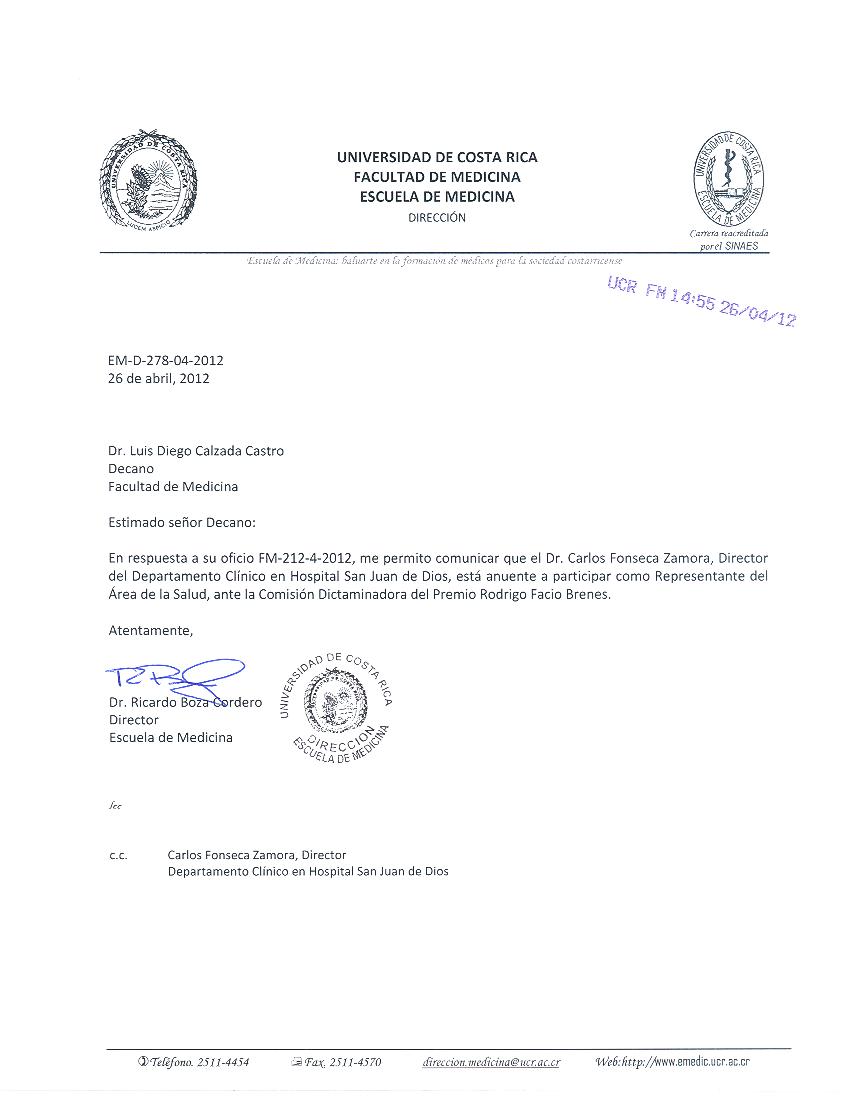 UNIVERSIDAD DE COSTA RICA
LUCEM ASPICIO
UNIVERSIDAD DE COSTA RICA
FACULTAD DE MEDICINA
ESCUELA DE MEDICINA
DIRECCIÓN
UNIVERSIDAD DE COSTA RICA
ESCUELA DE MEDICINA
Carrera reacreditada
por el SINAES
Escuela de Medicina: baluarte en la formación de médicos para la sociedad costarricense
UCR FM 14:55 26/04/12
EM-D-278-04-2012
26 de abril, 2012
Dr. Luis Diego Calzada Castro
Decano
Facultad de Medicina
Estimado señor Decano:
En respuesta a su oficio FM-212-4-2012, me permito comunicar que el Dr. Carlos Fonseca Zamora, Director
del Departamento Clínico en Hospital San Juan de Dios, está anuente a participar como Representante del
Área de la Salud, ante la Comisión Dictaminadora del Premio Rodrigo Facio Brenes.
Atentamente,
Dr. Ricardo Boza Cordero
Director
Escuela de Medicina
UNIVERSIDAD DE COSTA RICA
DIRECCION
ESCUELA DE MEDICINA
c.c. Carlos Fonseca Zamora, Director
Departamento Clínico en Hospital San Juan de Dios
Teléfono. 2511-4454 Fax. 2511-4570 direccion.medicina@ucr.ac.cr Web:http://www.emedic.ucr.ac.cr